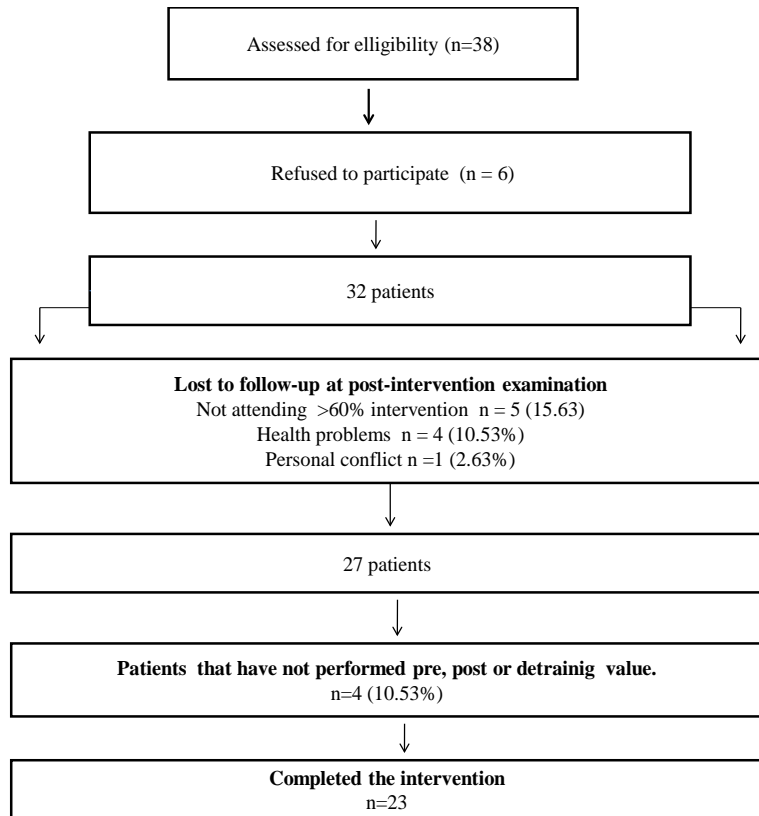 Assessed for elligibility (n=38)
Refused to participate (n = 6)
32 patients
Lost to follow-up at post-intervention examination
Not attending >60% intervention n = 5 (15.63)
Health problems n = 4 (10.53%)
Personal conflict n =1 (2.63%)
27 patients
Patients that have not performed pre, post or detrainig value.
n=4 (10.53%)
Completed the intervention
n=23